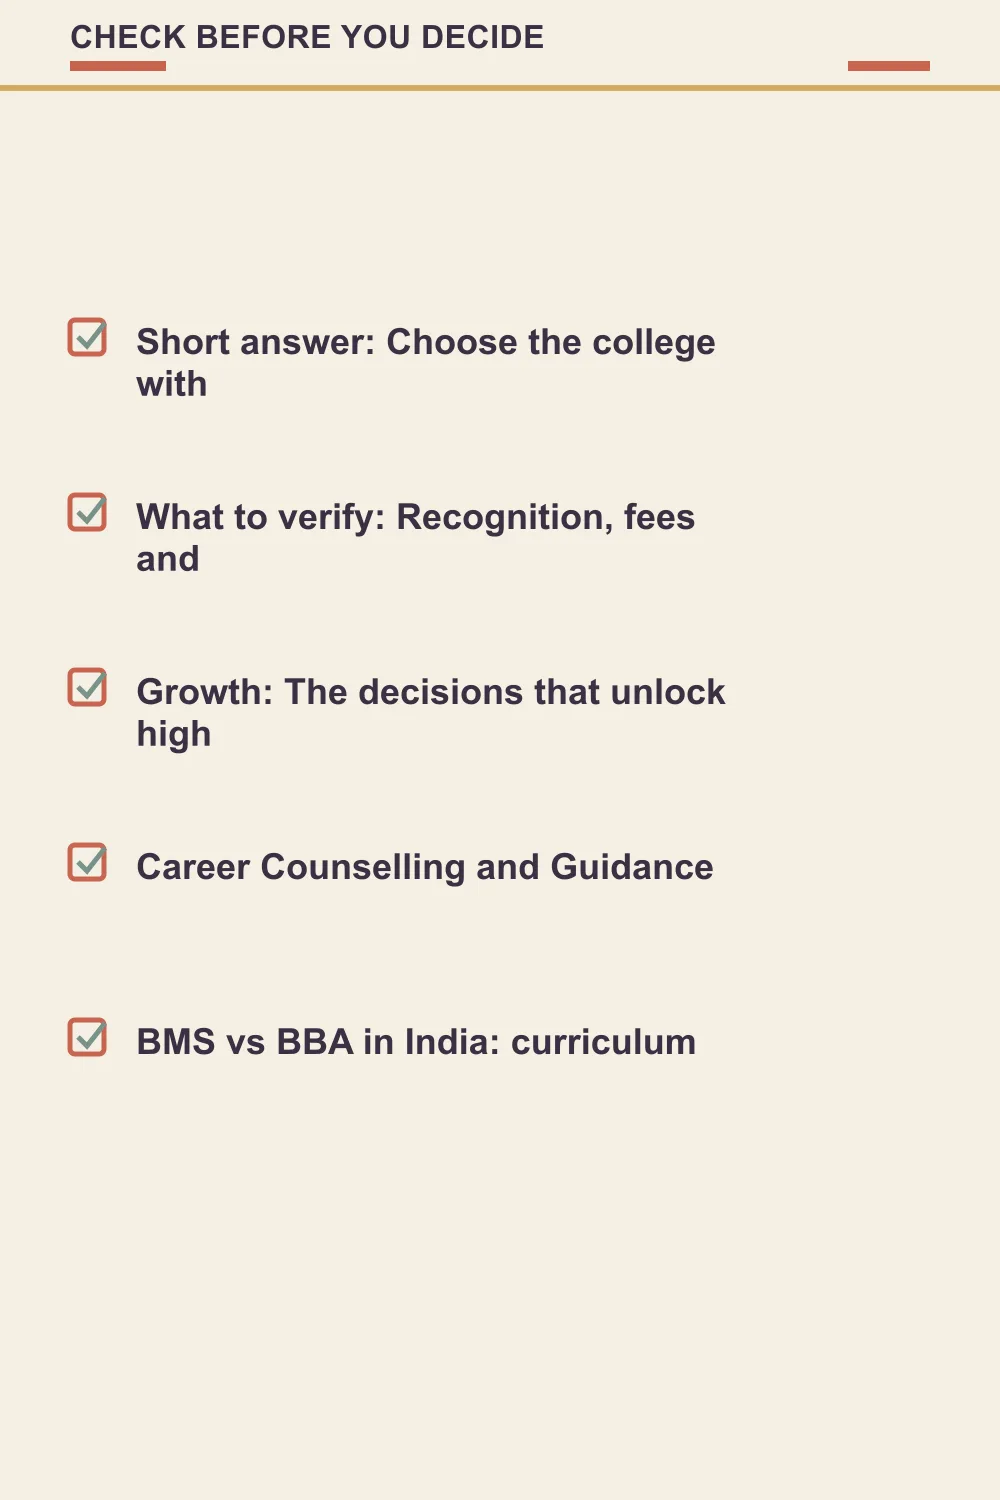 CHECK BEFORE YOU DECIDE
Short answer: Choose the college
with
What to verify: Recognition, fees
and
Growth: The decisions that unlock
high
Career Counselling and Guidance
BMS vs BBA in India: curriculum